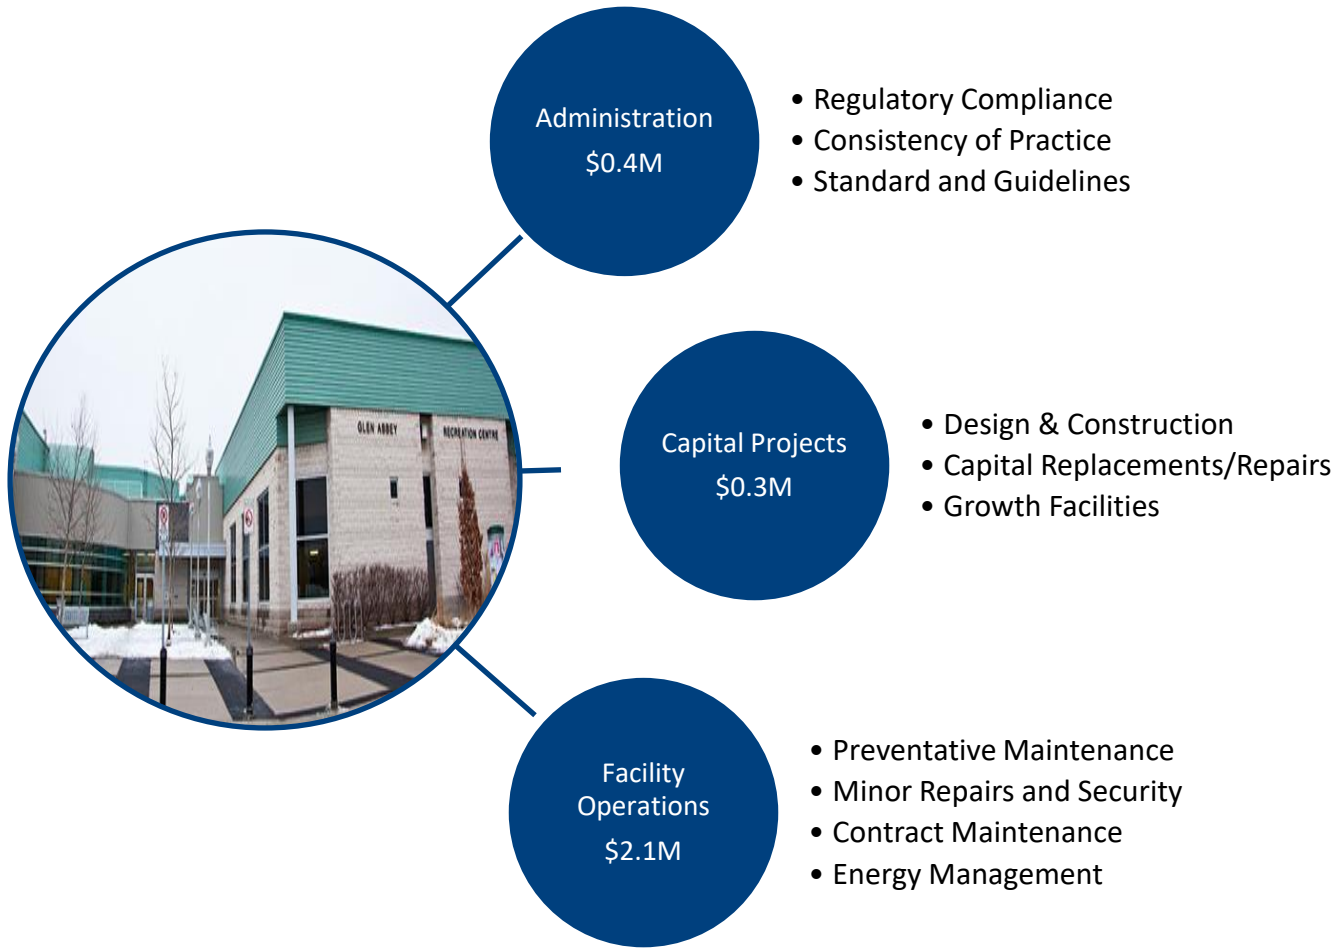 Administration
$0.4M
• Regulatory Compliance
• Consistency of Practice
• Standard and Guidelines
GLEN ABBEY
RECREATION CENTRE
Capital Projects
$0.3M
• Design & Construction
• Capital Replacements/Repairs
• Growth Facilities
Facility
Operations
$2.1M
• Preventative Maintenance
• Minor Repairs and Security
• Contract Maintenance
• Energy Management